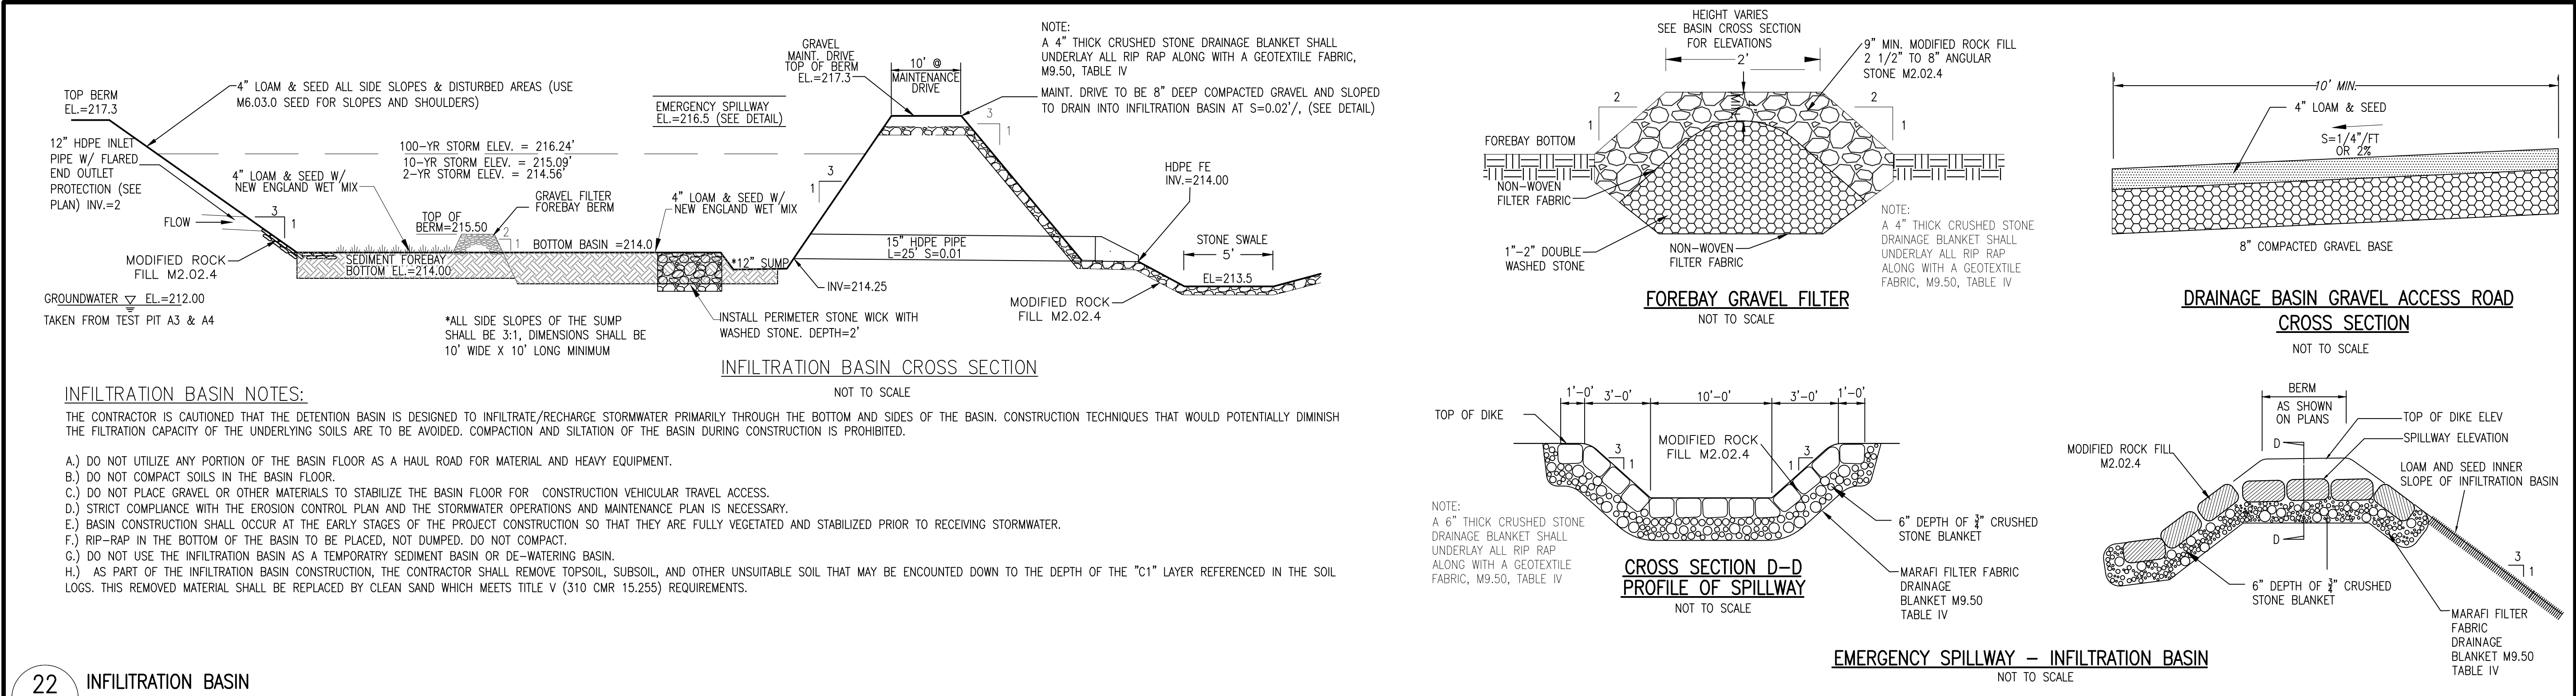 TOP BERM
EL.=217.3
4" LOAM & SEED ALL SIDE SLOPES & DISTURBED AREAS (USE
M6.03.0 SEED FOR SLOPES AND SHOULDERS)
12" HDPE INLET
PIPE W/ FLARED
END OUTLET
PROTECTION (SEE
PLAN) INV.=2
FLOW
3
1
MODIFIED ROCK
FILL M2.02.4
GROUNDWATER EL.=212.00
TAKEN FROM TEST PIT A3 & A4
100-YR STORM ELEV. = 216.24'
10-YR STORM ELEV. = 215.09'
2-YR STORM ELEV. = 214.56'
4" LOAM & SEED W/
NEW ENGLAND WET MIX
GRAVEL FILTER
FOREBAY BERM
TOP OF
BERM=215.50
2
1
BOTTOM BASIN =214.0
SEDIMENT FOREBAY
BOTTOM EL.=214.00
4" LOAM & SEED W/
NEW ENGLAND WET MIX
*12" SUMP
*ALL SIDE SLOPES OF THE SUMP
SHALL BE 3:1, DIMENSIONS SHALL BE
10' WIDE X 10' LONG MINIMUM
INSTALL PERIMETER STONE WICK WITH
WASHED STONE. DEPTH=2'
EMERGENCY SPILLWAY
EL.=216.5 (SEE DETAIL)
GRAVEL
MAINT. DRIVE
TOP OF BERM
EL.=217.3
10' @
MAINTENANCE
DRIVE
3
1
3
1
15" HDPE PIPE
L=25' S=0.01
INV=214.25
NOTE:
A 4" THICK CRUSHED STONE DRAINAGE BLANKET SHALL
UNDERLAY ALL RIP RAP ALONG WITH A GEOTEXTILE FABRIC,
M9.50, TABLE IV
MAINT. DRIVE TO BE 8" DEEP COMPACTED GRAVEL AND SLOPED
TO DRAIN INTO INFILTRATION BASIN AT S=0.02'/, (SEE DETAIL)
HDPE FE
INV.=214.00
STONE SWALE
5'
EL=213.5
MODIFIED ROCK
FILL M2.02.4
INFILTRATION BASIN CROSS SECTION
NOT TO SCALE
INFILTRATION BASIN NOTES:
THE CONTRACTOR IS CAUTIONED THAT THE DETENTION BASIN IS DESIGNED TO INFILTRATE/RECHARGE STORMWATER PRIMARILY THROUGH THE BOTTOM AND SIDES OF THE BASIN. CONSTRUCTION TECHNIQUES THAT WOULD POTENTIALLY DIMINISH
THE FILTRATION CAPACITY OF THE UNDERLYING SOILS ARE TO BE AVOIDED. COMPACTION AND SILTATION OF THE BASIN DURING CONSTRUCTION IS PROHIBITED.
A.) DO NOT UTILIZE ANY PORTION OF THE BASIN FLOOR AS A HAUL ROAD FOR MATERIAL AND HEAVY EQUIPMENT.
B.) DO NOT COMPACT SOILS IN THE BASIN FLOOR.
C.) DO NOT PLACE GRAVEL OR OTHER MATERIALS TO STABILIZE THE BASIN FLOOR FOR CONSTRUCTION VEHICULAR TRAVEL ACCESS.
D.) STRICT COMPLIANCE WITH THE EROSION CONTROL PLAN AND THE STORMWATER OPERATIONS AND MAINTENANCE PLAN IS NECESSARY.
E.) BASIN CONSTRUCTION SHALL OCCUR AT THE EARLY STAGES OF THE PROJECT CONSTRUCTION SO THAT THEY ARE FULLY VEGETATED AND STABILIZED PRIOR TO RECEIVING STORMWATER.
F.) RIP-RAP IN THE BOTTOM OF THE BASIN TO BE PLACED, NOT DUMPED. DO NOT COMPACT.
G.) DO NOT USE THE INFILTRATION BASIN AS A TEMPORATRY SEDIMENT BASIN OR DE-WATERING BASIN.
H.) AS PART OF THE INFILTRATION BASIN CONSTRUCTION, THE CONTRACTOR SHALL REMOVE TOPSOIL, SUBSOIL, AND OTHER UNSUITABLE SOIL THAT MAY BE ENCOUNTED DOWN TO THE DEPTH OF THE "C1" LAYER REFERENCED IN THE SOIL
LOGS. THIS REMOVED MATERIAL SHALL BE REPLACED BY CLEAN SAND WHICH MEETS TITLE V (310 CMR 15.255) REQUIREMENTS.
22
INFILITRATION BASIN
HEIGHT VARIES
SEE BASIN CROSS SECTION
FOR ELEVATIONS
2'
9" MIN. MODIFIED ROCK FILL
2 1/2" TO 8" ANGULAR
STONE M2.02.4
2
1
2
1
MIN
FOREBAY BOTTOM
NON-WOVEN
FILTER FABRIC
1"-2" DOUBLE
WASHED STONE
NON-WOVEN
FILTER FABRIC
NOTE:
A 4" THICK CRUSHED STONE
DRAINAGE BLANKET SHALL
UNDERLAY ALL RIP RAP
ALONG WITH A GEOTEXTILE
FABRIC, M9.50, TABLE IV
FOREBAY GRAVEL FILTER
NOT TO SCALE
10' MIN.
4" LOAM & SEED
S=1/4"/FT
OR 2%
8" COMPACTED GRAVEL BASE
DRAINAGE BASIN GRAVEL ACCESS ROAD
CROSS SECTION
NOT TO SCALE
1'-0' 3'-0' 10'-0' 3'-0' 1'-0'
TOP OF DIKE
MODIFIED ROCK
FILL M2.02.4
3
1
3
1
NOTE:
A 6" THICK CRUSHED STONE
DRAINAGE BLANKET SHALL
UNDERLAY ALL RIP RAP
ALONG WITH A GEOTEXTILE
FABRIC, M9.50, TABLE IV
6" DEPTH OF 3/4" CRUSHED
STONE BLANKET
MARAFI FILTER FABRIC
DRAINAGE
BLANKET M9.50
TABLE IV
CROSS SECTION D-D
PROFILE OF SPILLWAY
NOT TO SCALE
BERM
AS SHOWN
ON PLANS
TOP OF DIKE ELEV
SPILLWAY ELEVATION
D
D
MODIFIED ROCK FILL
M2.02.4
LOAM AND SEED INNER
SLOPE OF INFILTRATION BASIN
3
1
6" DEPTH OF 3/4" CRUSHED
STONE BLANKET
MARAFI FILTER
FABRIC
DRAINAGE
BLANKET M9.50
TABLE IV
EMERGENCY SPILLWAY - INFILTRATION BASIN
NOT TO SCALE